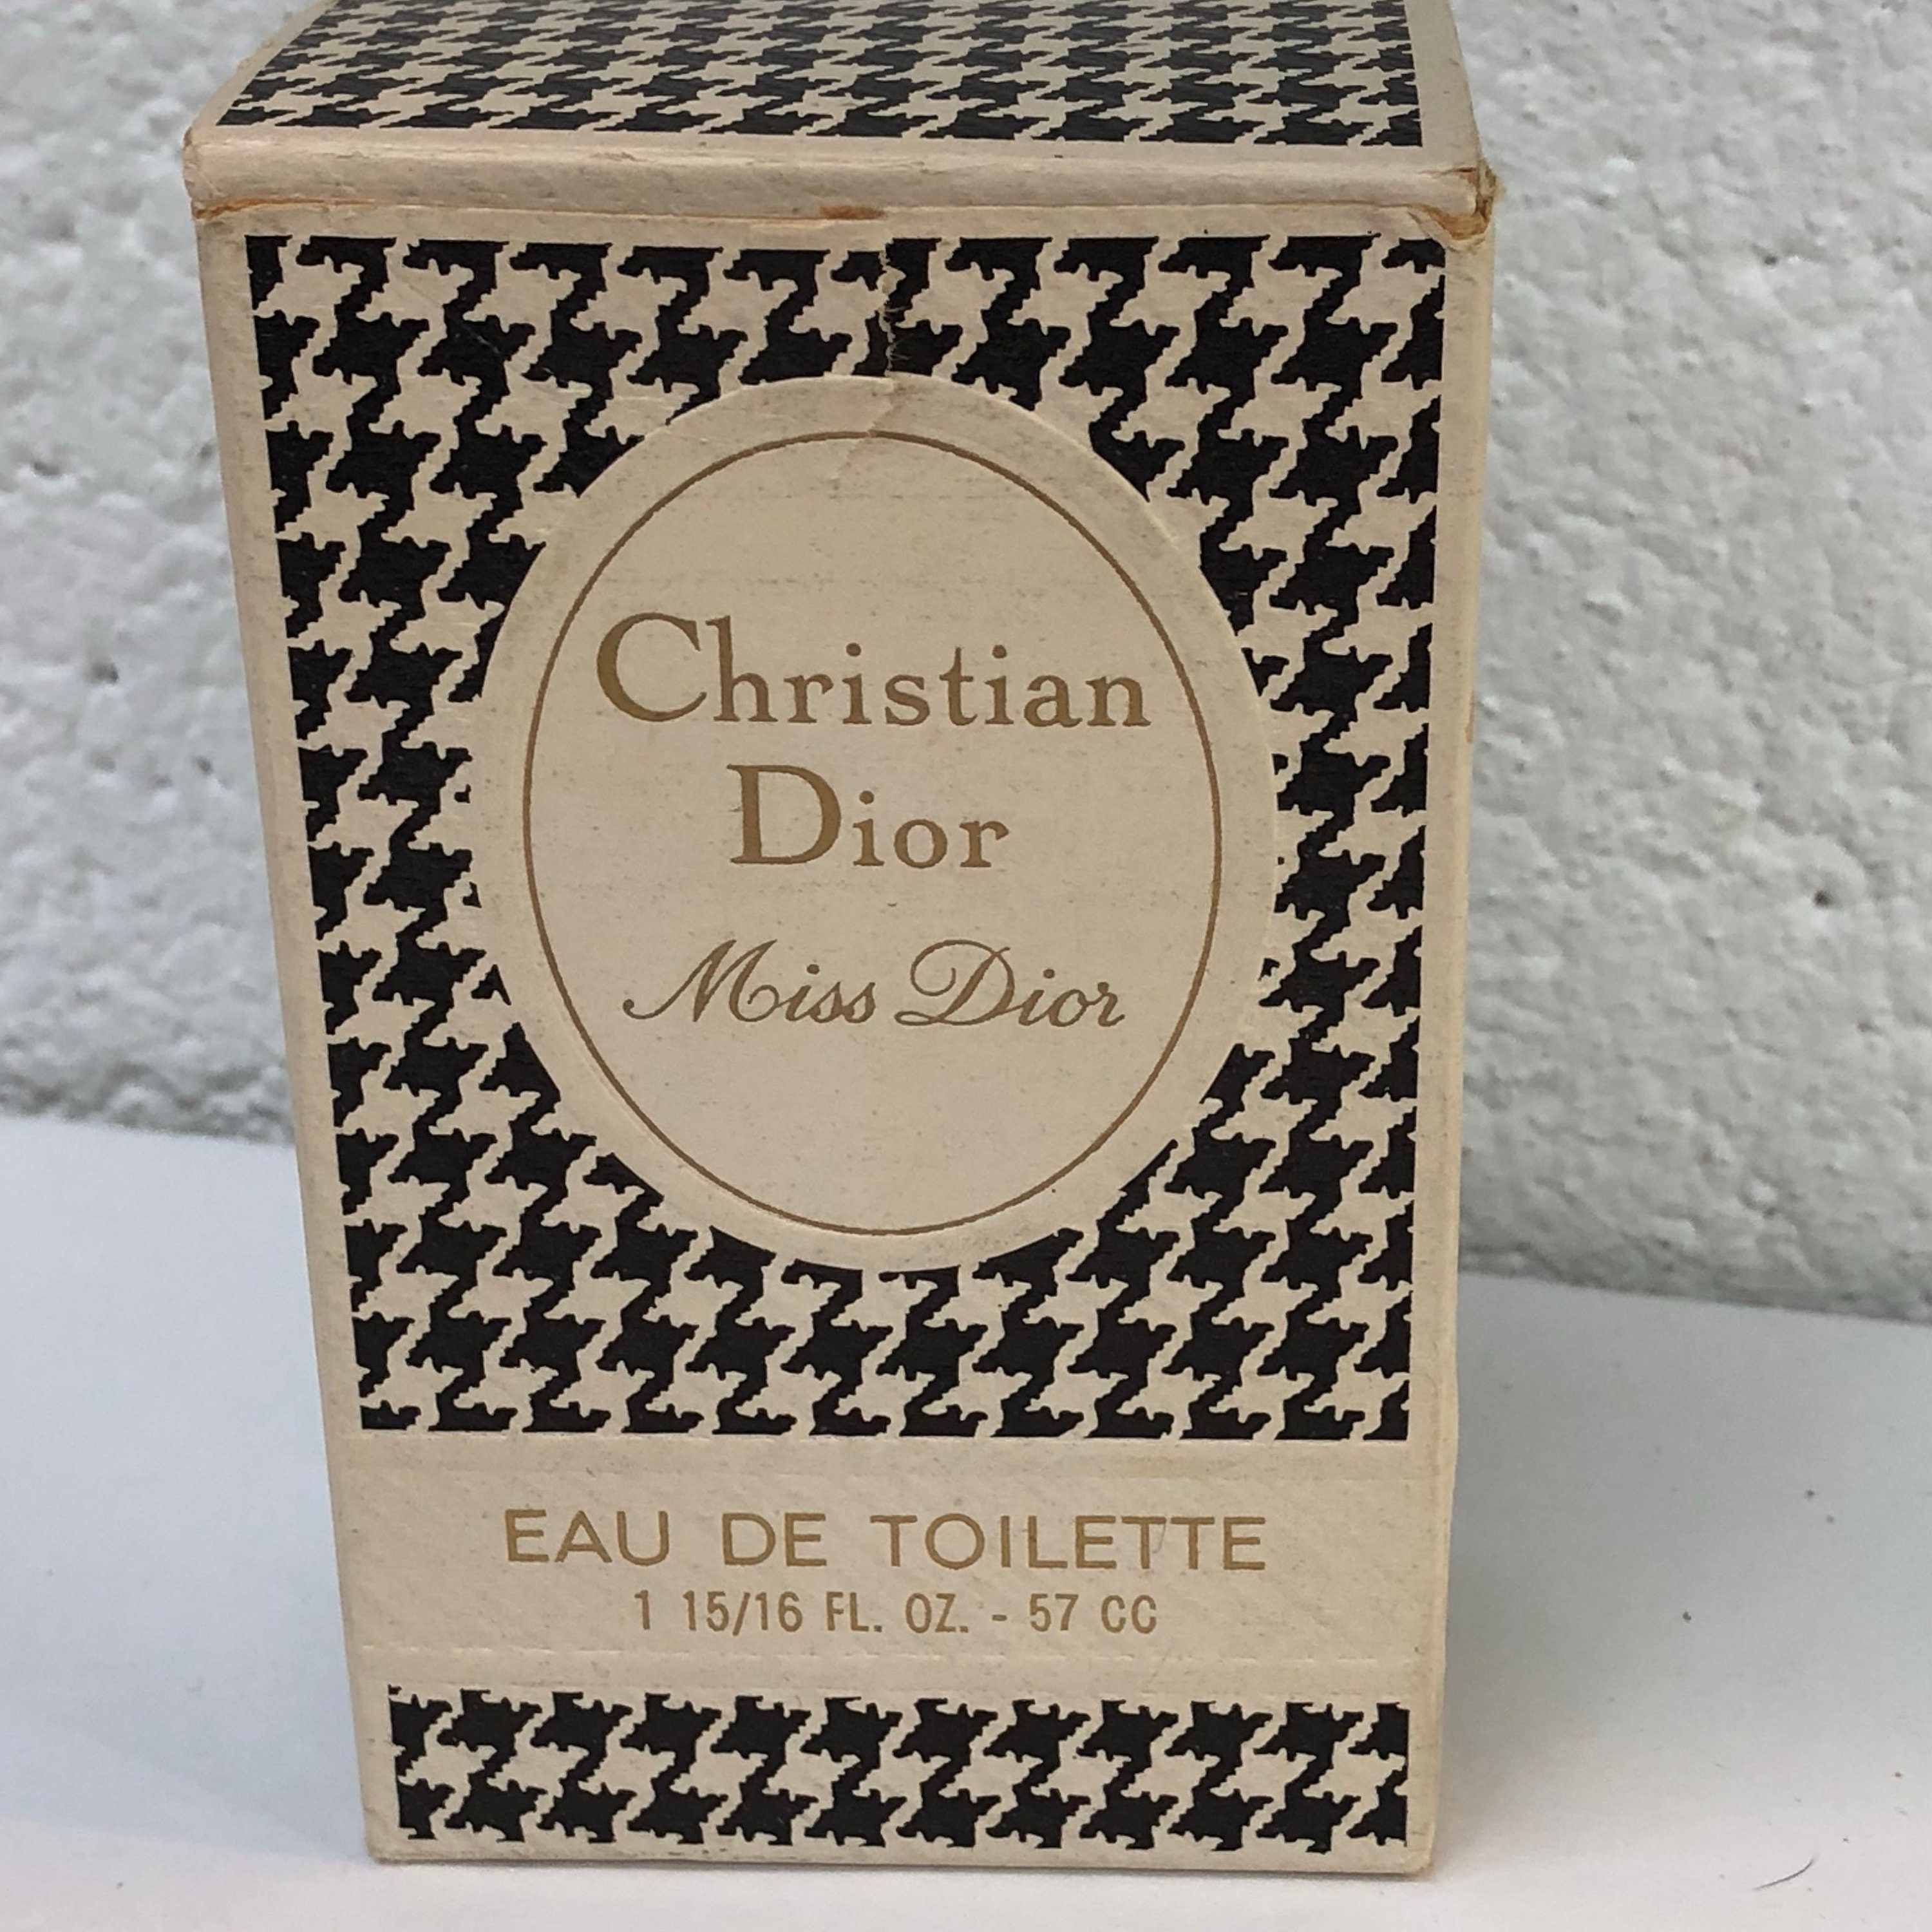 Christian
Dior
Miss Dior
EAU DE TOILETTE
1 15/16 FL. OZ. - 57 CC